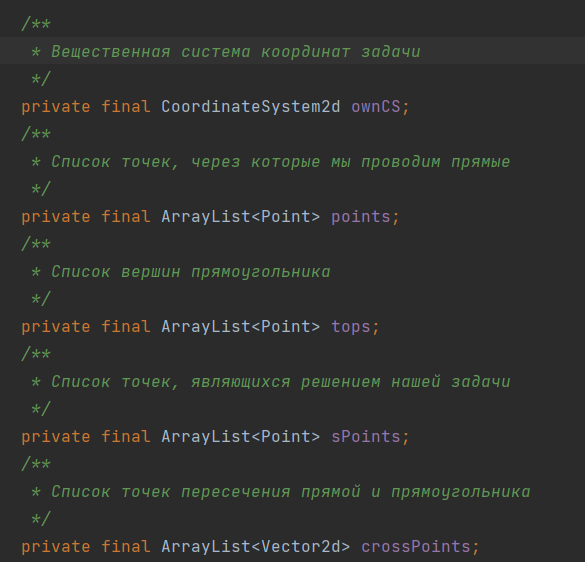 /**
 * Вещественная система координат задачи
 */
private final CoordinateSystem2d ownCS;
/**
 * Список точек, через которые мы проводим прямые
 */
private final ArrayList<Point> points;
/**
 * Список вершин прямоугольника
 */
private final ArrayList<Point> tops;
/**
 * Список точек, являющихся решением нашей задачи
 */
private final ArrayList<Point> sPoints;
/**
 * Список точек пересечения прямой и прямоугольника
 */
private final ArrayList<Vector2d> crossPoints;